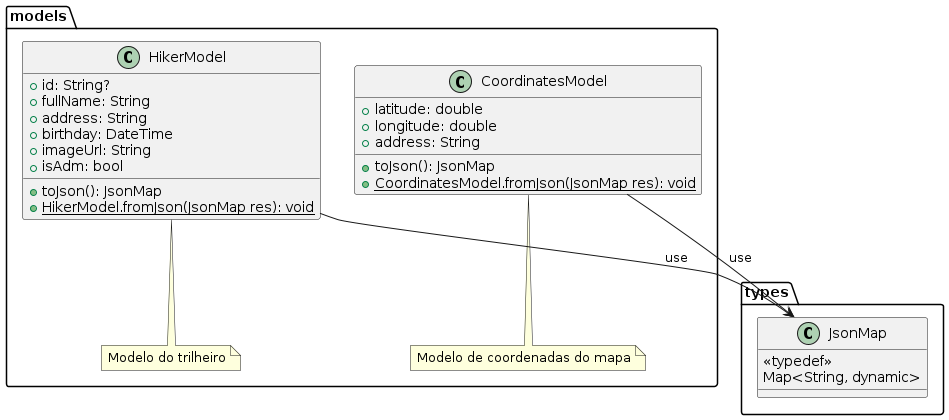 models
C HikerModel
id: String?
fullName: String
address: String
birthday: DateTime
imageUrl: String
isAdm: bool
toJson(): JsonMap
HikerModel.fromJson(JsonMap res): void
C CoordinatesModel
latitude: double
longitude: double
address: String
toJson(): JsonMap
CoordinatesModel.fromJson(JsonMap res): void
use
use
Modelo do trilheiro
Modelo de coordenadas do mapa
types
C JsonMap
«typedef»
Map<String, dynamic>